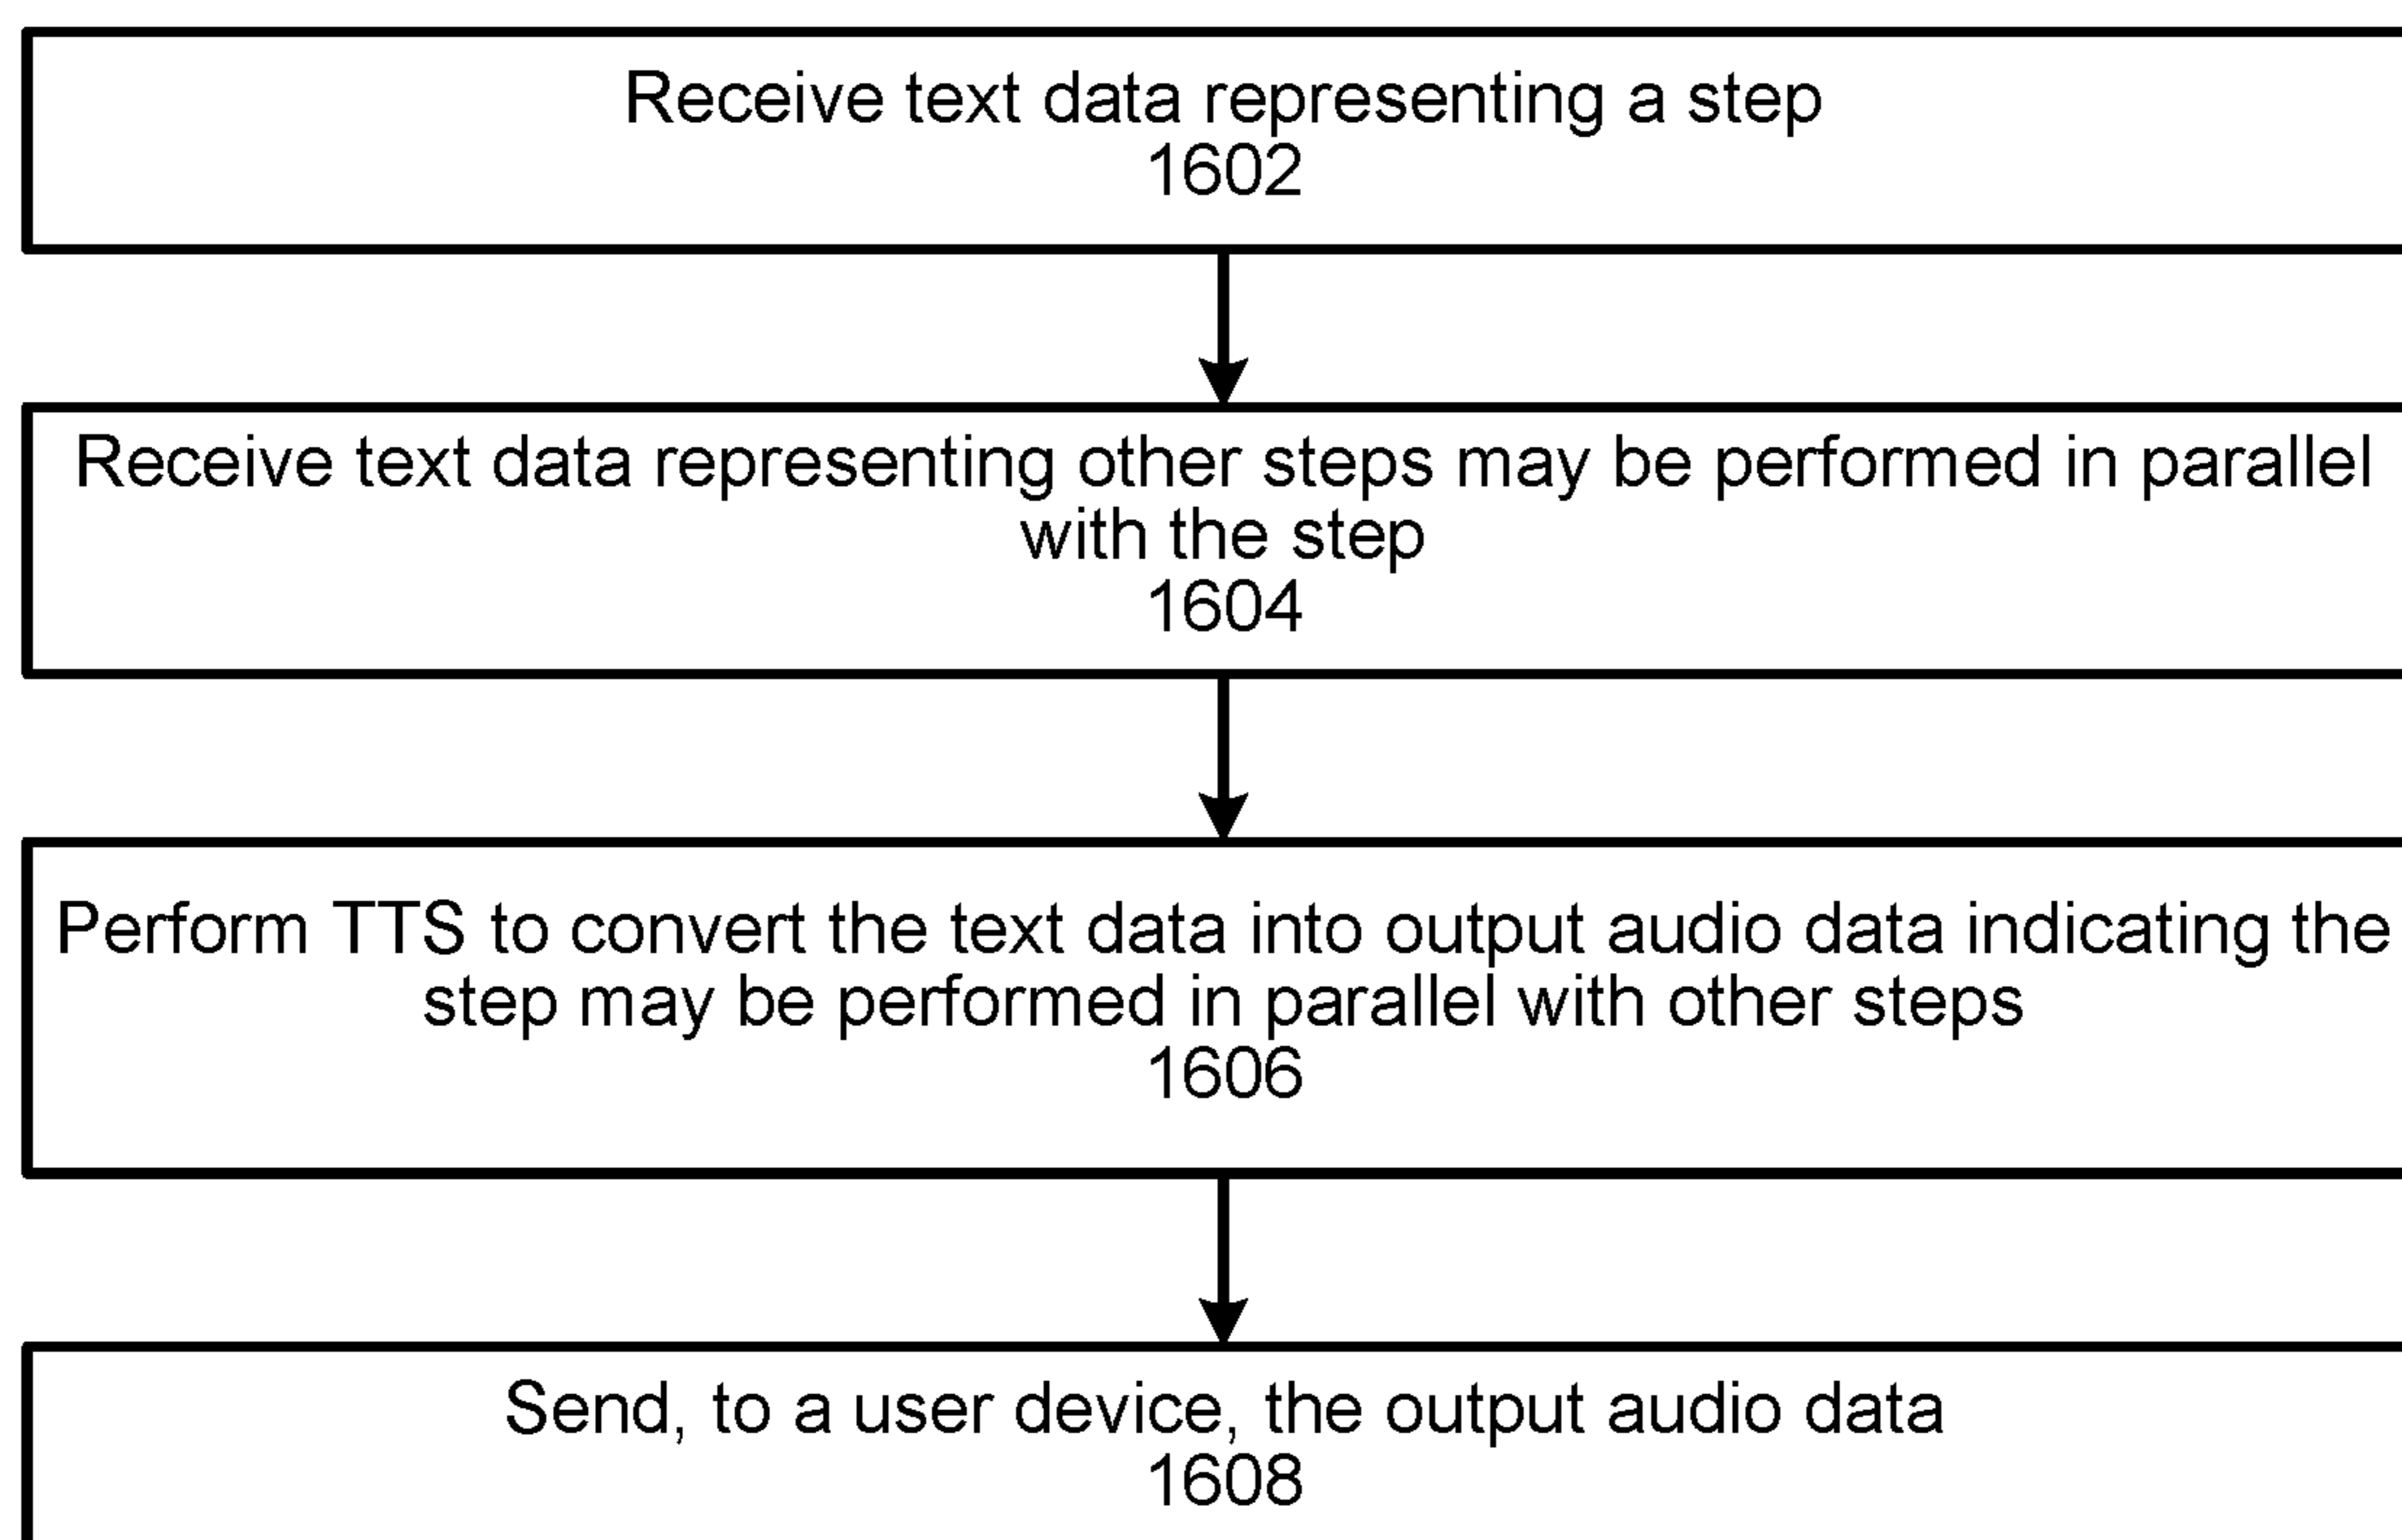 Receive text data representing a step
1602
Receive text data representing other steps may be performed in parallel
with the step
1604
Perform TTS to convert the text data into output audio data indicating the
step may be performed in parallel with other steps
1606
Send, to a user device, the output audio data
1608